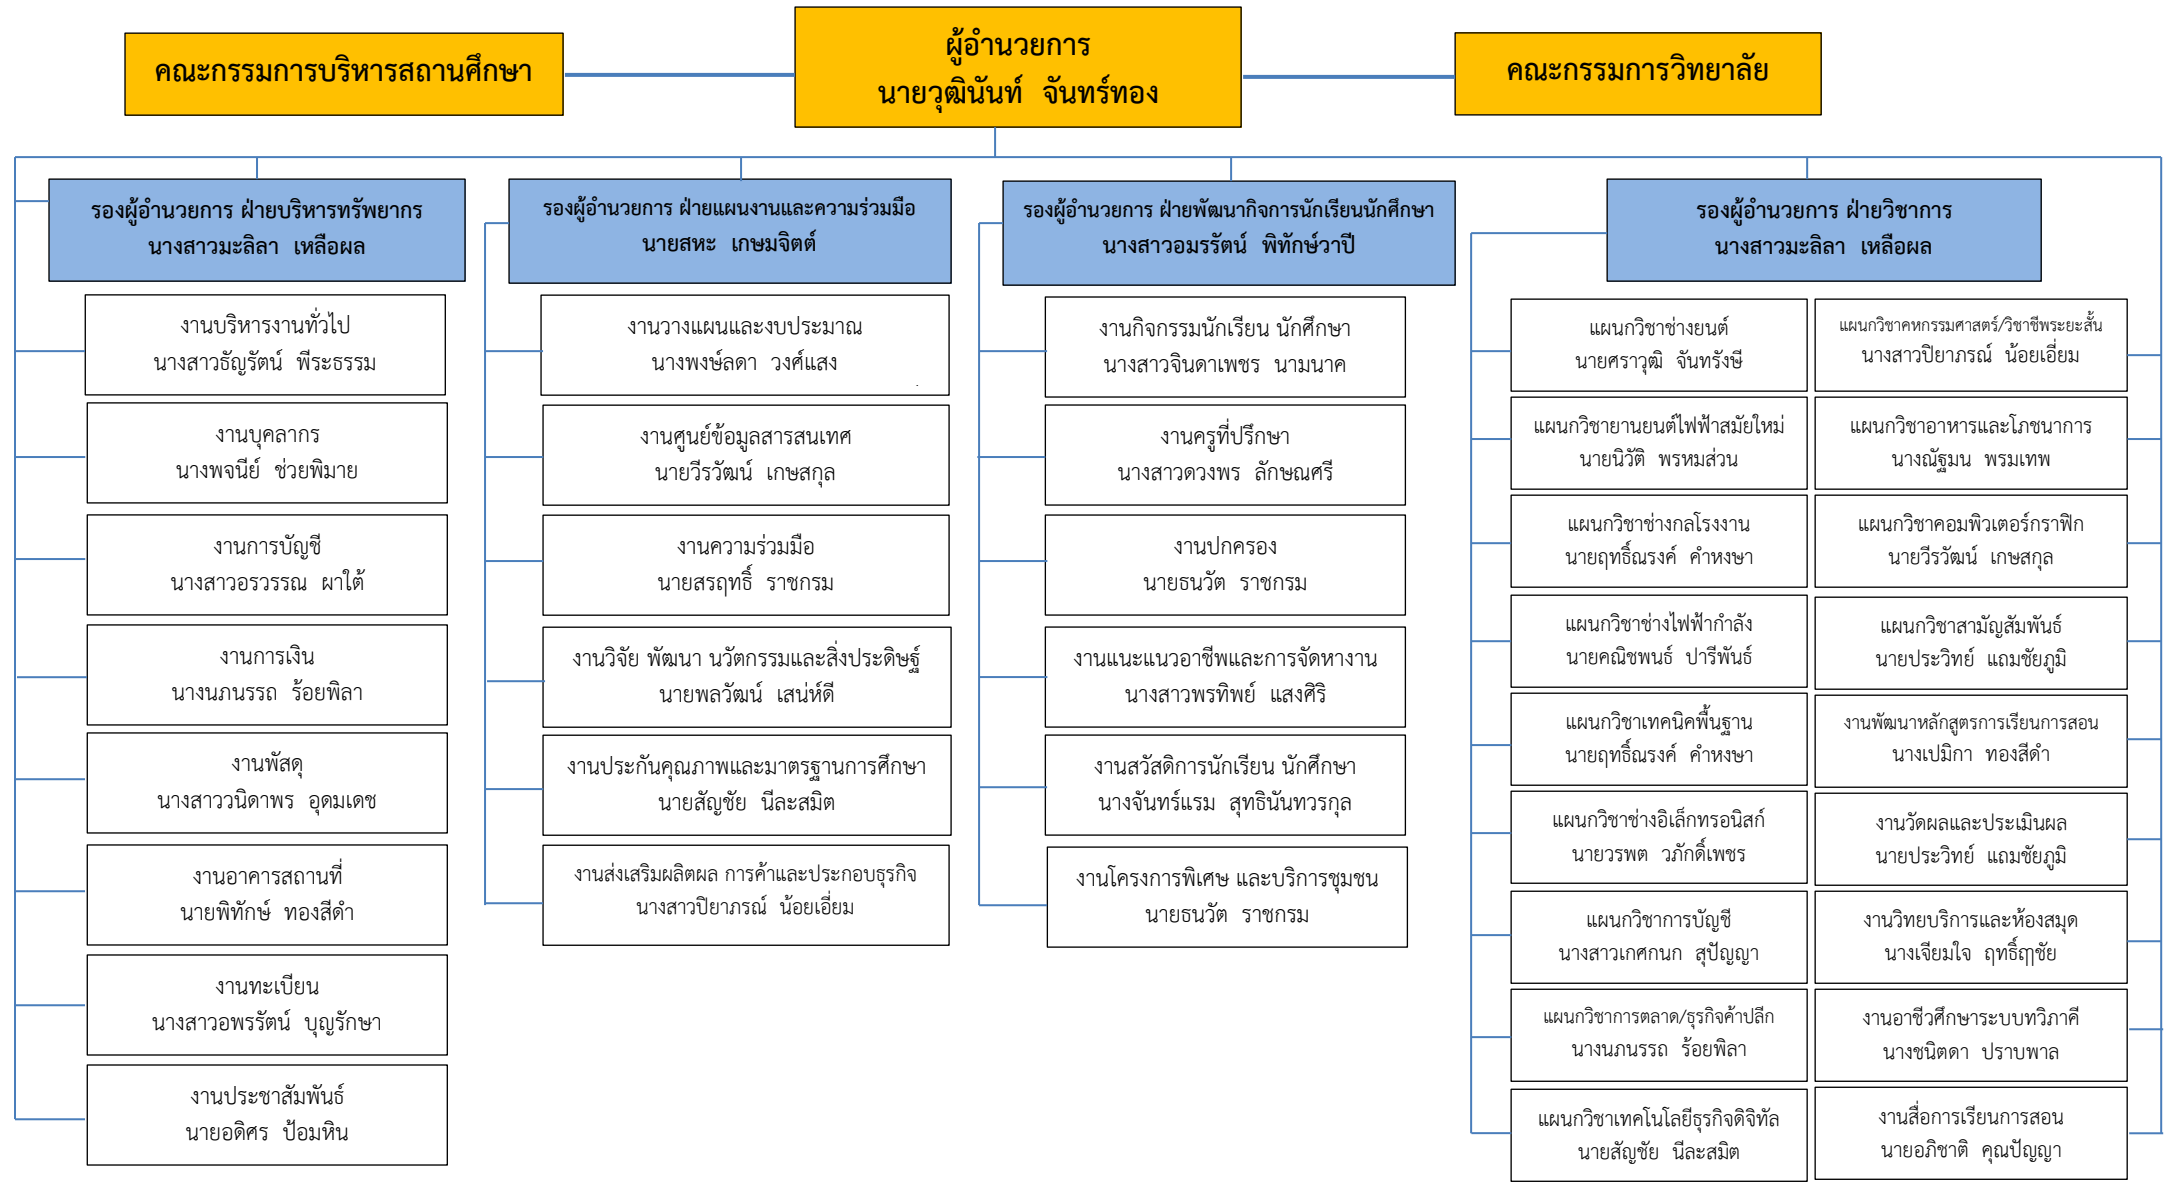 คณะกรรมการบริหารสถานศึกษา
ผู้อำนวยการ
นายวุฒินันท์ จันทร์ทอง
คณะกรรมการวิทยาลัย
รองผู้อำนวยการ ฝ่ายบริหารทรัพยากร
นางสาวมะลิลา เหลือผล
งานบริหารงานทั่วไป
นางสาวธัญรัตน์ พีระธรรม
งานบุคลากร
นางพจนีย์ ช่วยพิมาย
งานการบัญชี
นางสาวอรวรรณ ผาใต้
งานการเงิน
นางนภนรรถ ร้อยพิลา
งานพัสดุ
นางสาววนิดาพร อุดมเดช
งานอาคารสถานที่
นายพิทักษ์ ทองสีดำ
งานทะเบียน
นางสาวอพรรัตน์ บุญรักษา
งานประชาสัมพันธ์
นายอดิศร ป้อมหิน
รองผู้อำนวยการ ฝ่ายแผนงานและความร่วมมือ
นายสหะ เกษมจิตต์
งานวางแผนและงบประมาณ
นางพงษ์ลดา วงศ์แสง
งานศูนย์ข้อมูลสารสนเทศ
นายวีรวัฒน์ เกษสกุล
งานความร่วมมือ
นายสรฤทธิ์ ราชกรม
งานวิจัย พัฒนา นวัตกรรมและสิ่งประดิษฐ์
นายพลวัฒน์ เสน่ห์ดี
งานประกันคุณภาพและมาตรฐานการศึกษา
นายสัญชัย นีละสมิต
งานส่งเสริมผลิตผล การค้าและประกอบธุรกิจ
นางสาวปิยาภรณ์ น้อยเอี่ยม
รองผู้อำนวยการ ฝ่ายพัฒนากิจการนักเรียนนักศึกษา
นางสาวอมรรัตน์ พิทักษ์วาปี
งานกิจกรรมนักเรียน นักศึกษา
นางสาวจินดาเพชร นามนาค
งานครูที่ปรึกษา
นางสาวดวงพร ลักษณศรี
งานปกครอง
นายธนวัต ราชกรม
งานแนะแนวอาชีพและการจัดหางาน
นางสาวพรทิพย์ แสงศิริ
งานสวัสดิการนักเรียน นักศึกษา
นางจันทร์แรม สุทธินันทวรกุล
งานโครงการพิเศษ และบริการชุมชน
นายธนวัต ราชกรม
รองผู้อำนวยการ ฝ่ายวิชาการ
นางสาวมะลิลา เหลือผล
แผนกวิชาช่างยนต์
นายศราวุฒิ จันทรังษี
แผนกวิชายานยนต์ไฟฟ้าสมัยใหม่
นายนิวัติ พรหมส่วน
แผนกวิชาช่างกลโรงงาน
นายฤทธิ์ณรงค์ คำหงษา
แผนกวิชาช่างไฟฟ้ากำลัง
นายคณิชพนธ์ ปารีพันธ์
แผนกวิชาเทคนิคพื้นฐาน
นายฤทธิ์ณรงค์ คำหงษา
แผนกวิชาช่างอิเล็กทรอนิสก์
นายวรพต วภักดิ์เพชร
แผนกวิชาการบัญชี
นางสาวเกศกนก สุปัญญา
แผนกวิชาการตลาด/ธุรกิจค้าปลีก
นางนภนรรถ ร้อยพิลา
แผนกวิชาเทคโนโลยีธุรกิจดิจิทัล
นายสัญชัย นีละสมิต
แผนกวิชาคหกรรมศาสตร์/วิชาชีพระยะสั้น
นางสาวปิยาภรณ์ น้อยเอี่ยม
แผนกวิชาอาหารและโภชนาการ
นางณัฐมน พรมเทพ
แผนกวิชาคอมพิวเตอร์กราฟิก
นายวีรวัฒน์ เกษสกุล
แผนกวิชาสามัญสัมพันธ์
นายประวิทย์ แถมชัยภูมิ
งานพัฒนาหลักสูตรการเรียนการสอน
นางเปมิกา ทองสีดำ
งานวัดผลและประเมินผล
นายประวิทย์ แถมชัยภูมิ
งานวิทยบริการและห้องสมุด
นางเจียมใจ ฤทธิ์ฤๅชัย
งานอาชีวศึกษาระบบทวิภาคี
นางชนิตดา ปราบพาล
งานสื่อการเรียนการสอน
นายอภิชาติ คุณปัญญา